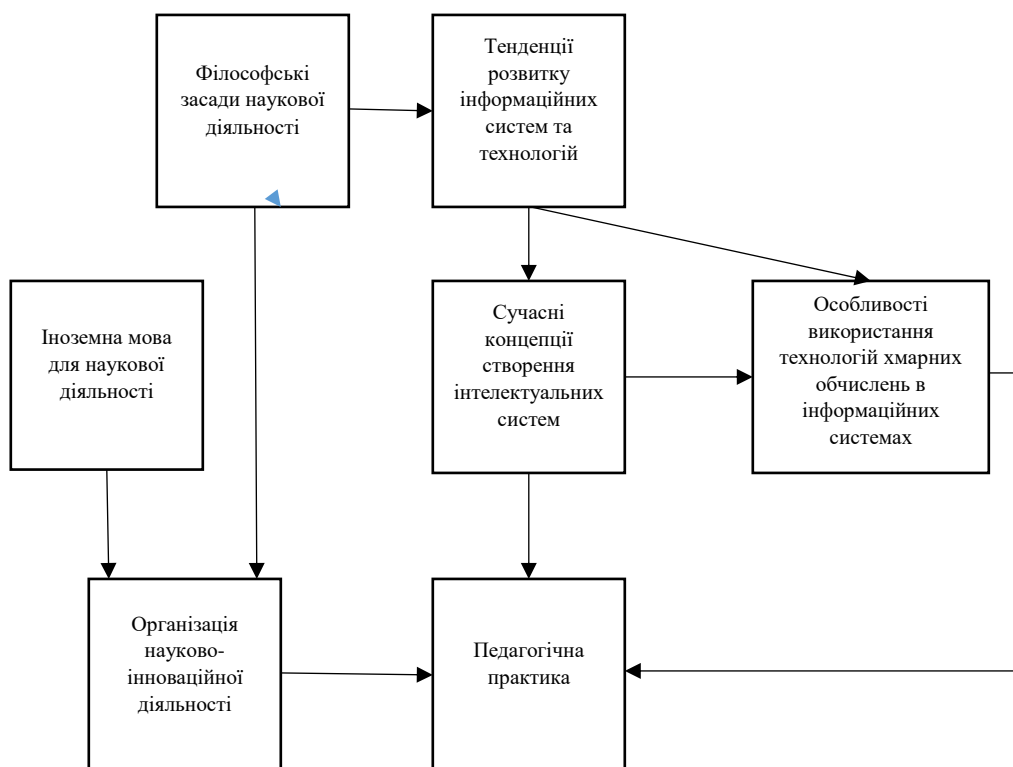 Філософські
засади наукової
діяльності
Тенденції
розвитку
інформаційних
систем та
технологій
Іноземна мова
для наукової
діяльності
Сучасні
концепції
створення
інтелектуальних
систем
Особливості
використання
технологій хмарних
обчислень в
інформаційних
системах
Організація
науково-
інноваційної
діяльності
Педагогічна
практика